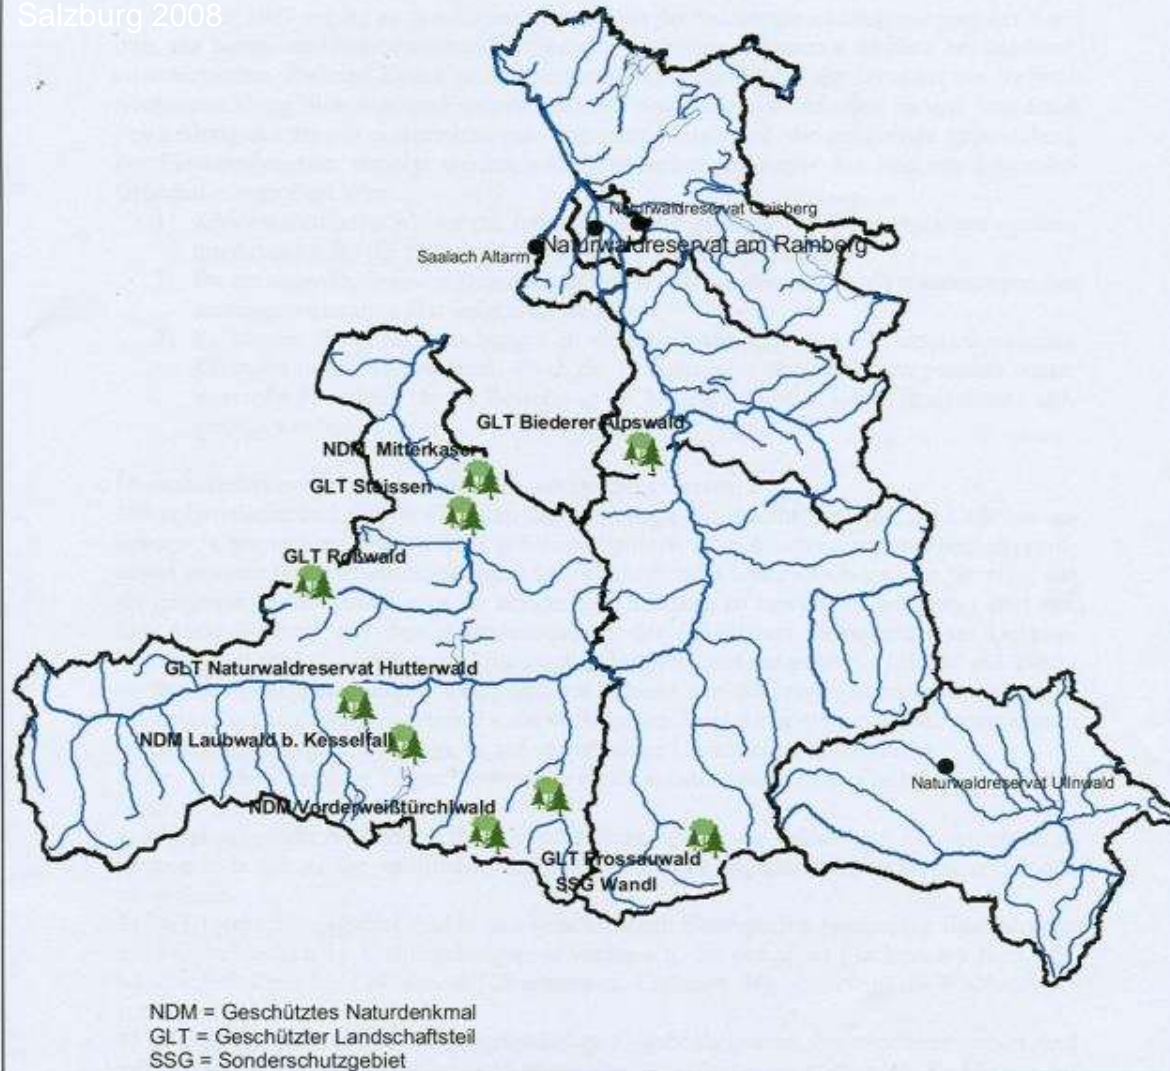 Salzburg 2008
Naturwaldreservat Gaisberg
Naturwaldreservat am Rainberg
Saalach Altarm
GLT Biederer Alpswald
NDM Mitterkaser
GLT Stoissen
GLT Roßwald
GLT Naturwaldreservat Hutterwald
NDM Laubwald b. Kesselfall
Naturwaldreservat Ullnwald
NDM Vorderweißtürchlwald
GLT Prossauwald
SSG Wandl
NDM = Geschütztes Naturdenkmal
GLT = Geschützter Landschaftsteil
SSG = Sonderschutzgebiet